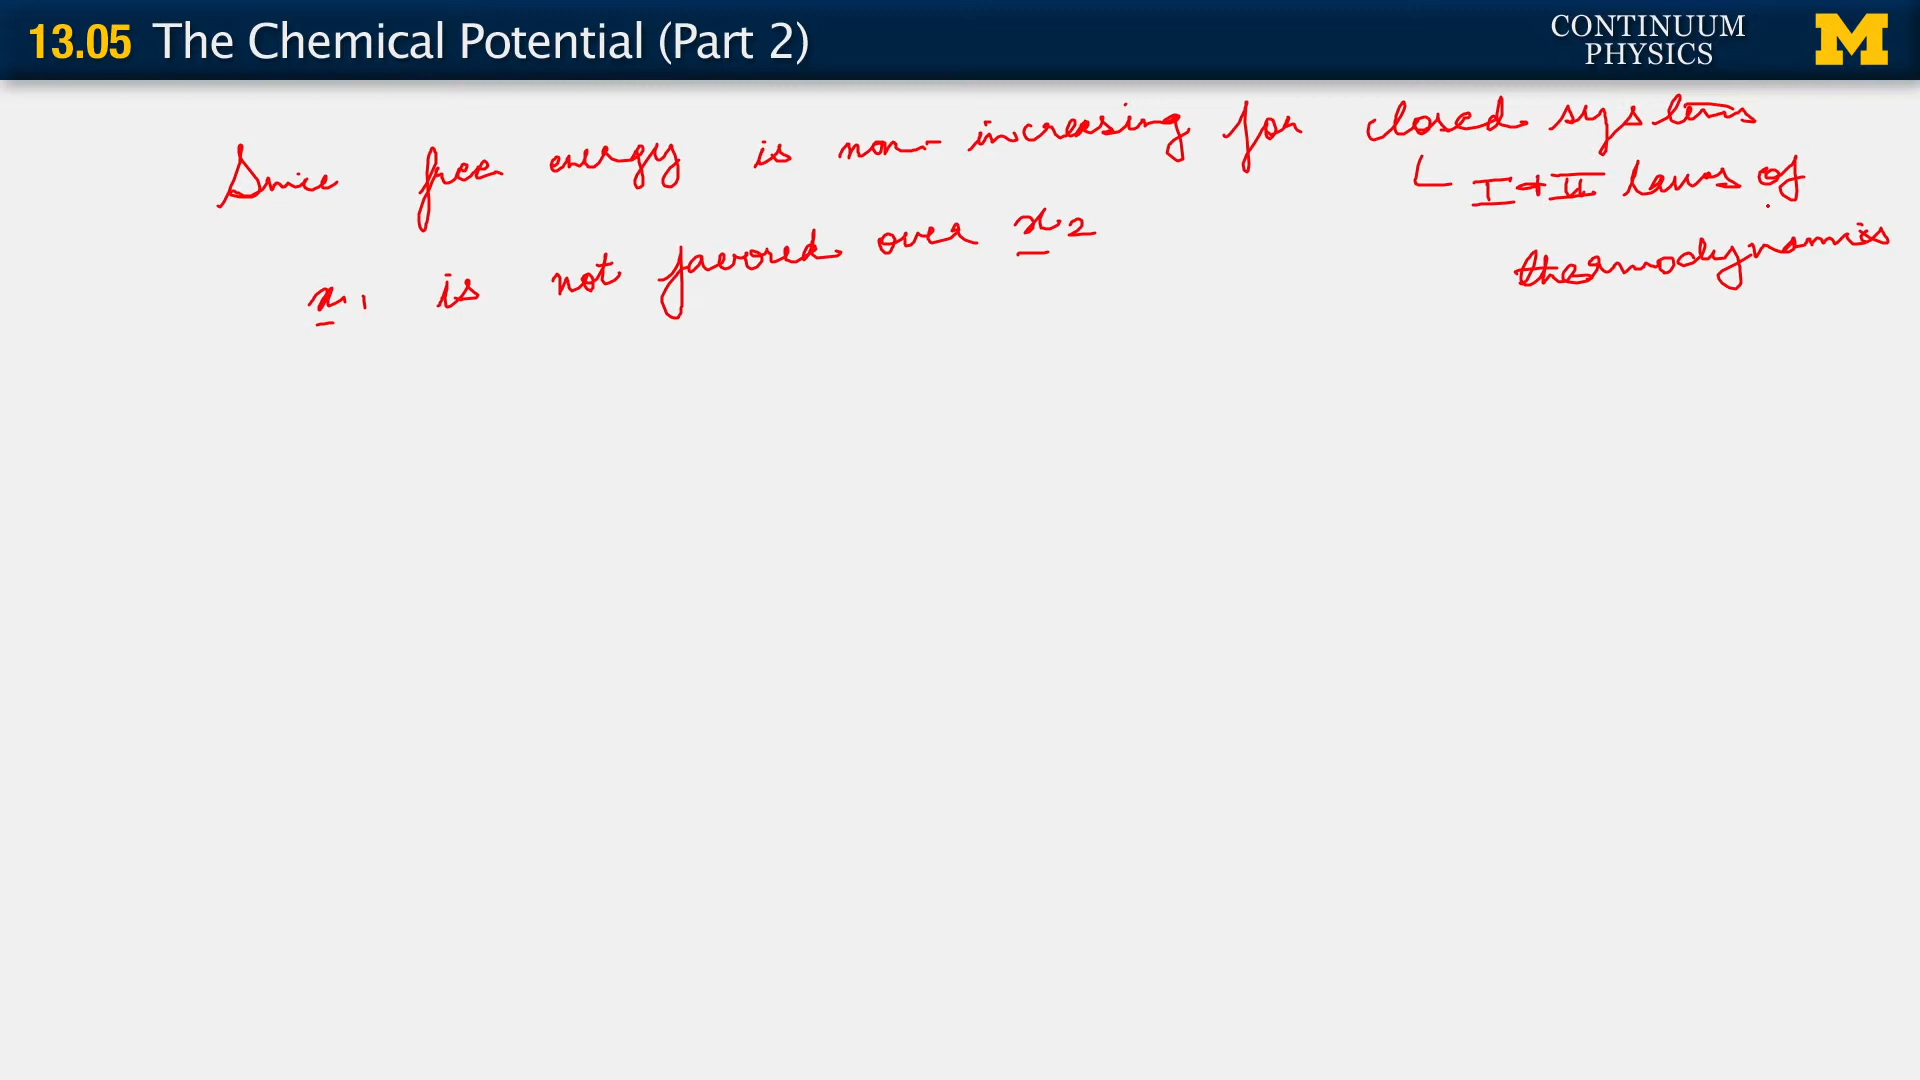 13.05 The Chemical Potential (Part 2)
CONTINUUM
PHYSICS
M
Since free energy is non-increasing for closed systems
I + II laws of
thermodynamics
x₁ is not favored over x₂